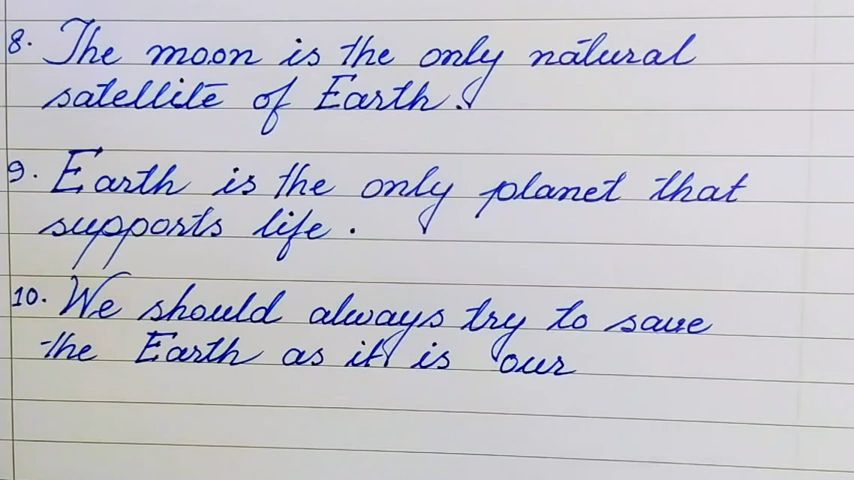 8. The moon is the only natural
satellite of Earth.
9. Earth is the only planet that
supports life.
10. We should always try to save
the Earth as it is our